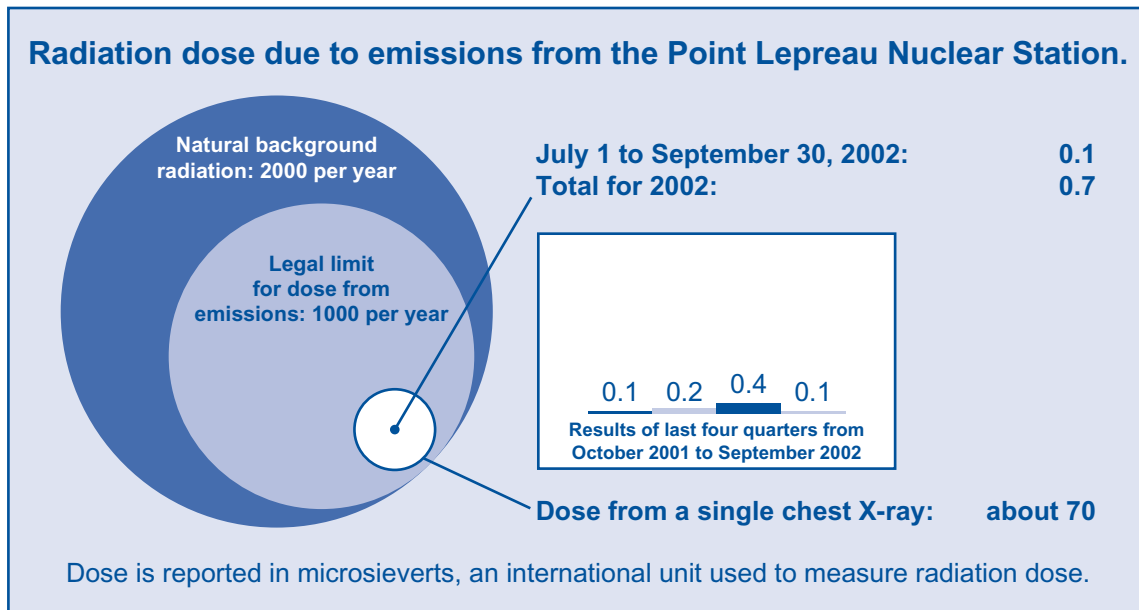 Radiation dose due to emissions from the Point Lepreau Nuclear Station.
Natural background
radiation: 2000 per year
Legal limit
for dose from
emissions: 1000 per year
July 1 to September 30, 2002: 0.1
Total for 2002: 0.7
0.1 0.2 0.4 0.1
Results of last four quarters from
October 2001 to September 2002
Dose from a single chest X-ray: about 70
Dose is reported in microsieverts, an international unit used to measure radiation dose.